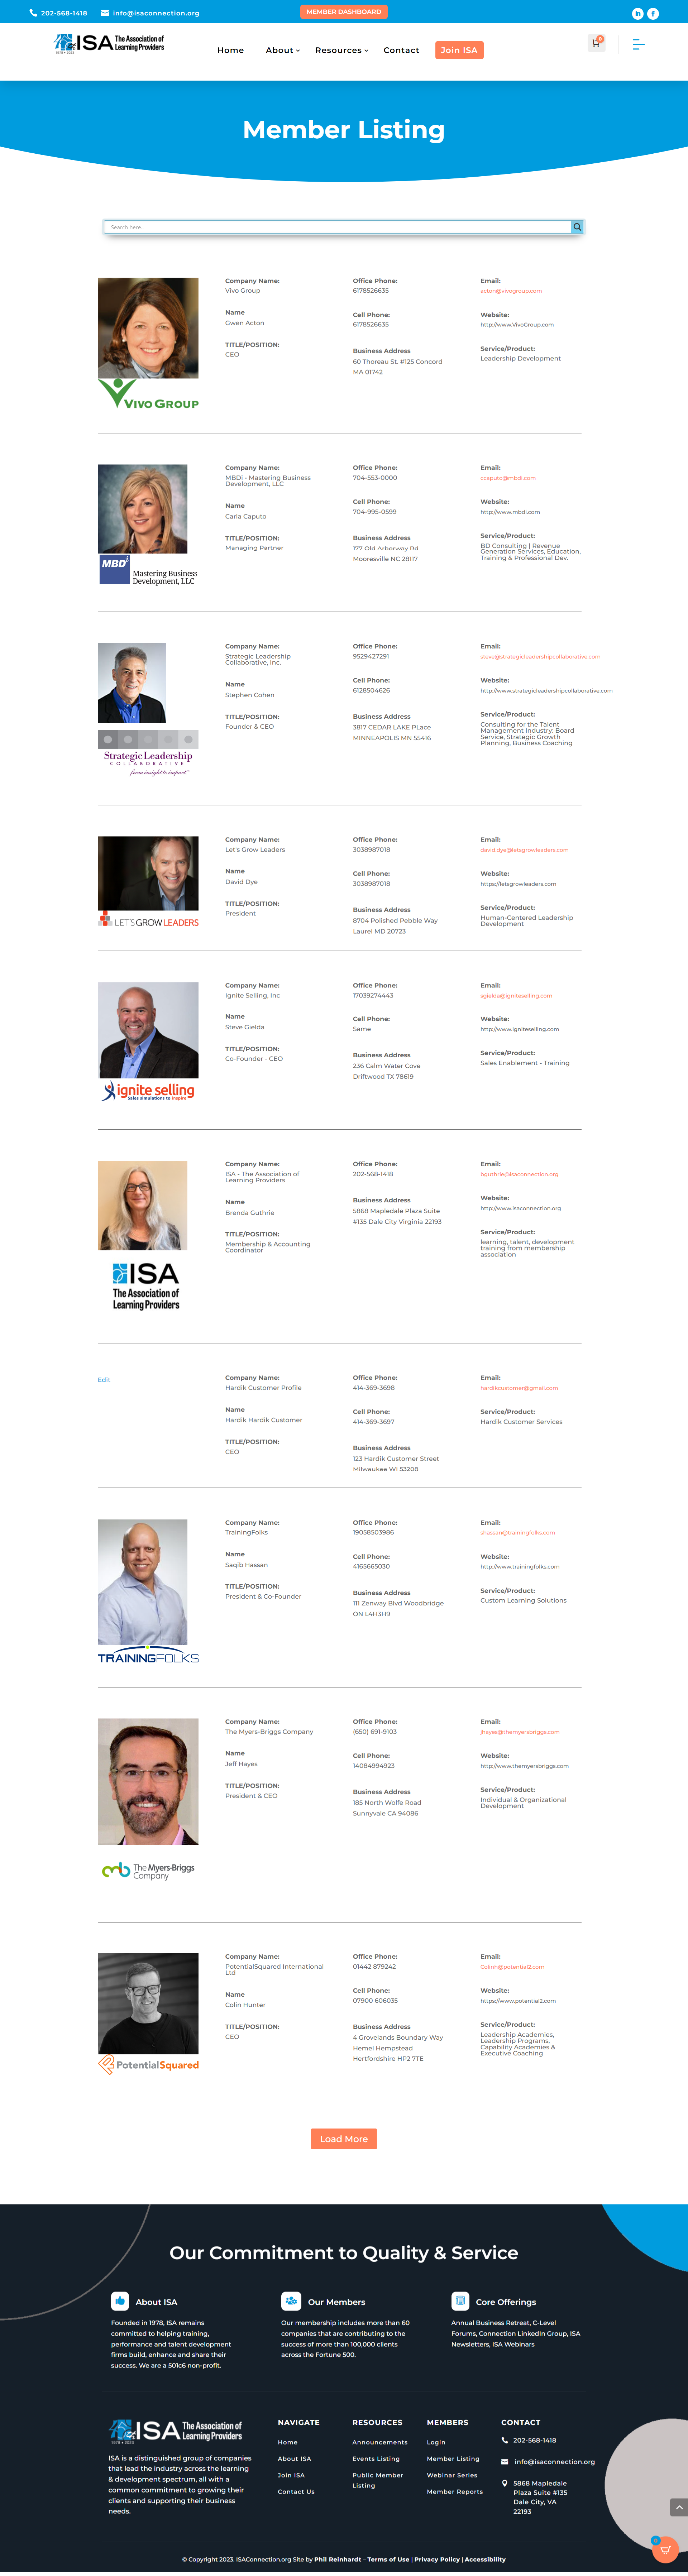 202-568-1418
info@isaconnection.org
MEMBER DASHBOARD
ISA The Association of
Learning Providers
Home
About
Resources
Contact
Join ISA
0
Member Listing
Search here..
Company Name:
Vivo Group
Name
Gwen Acton
TITLE/POSITION:
CEO
Office Phone:
6178526635
Cell Phone:
6178526635
Business Address
60 Thoreau St. #125 Concord
MA 01742
Email:
acton@vivogroup.com
Website:
http://www.VivoGroup.com
Service/Product:
Leadership Development
VIVO GROUP
Company Name:
MBDi - Mastering Business
Development, LLC
Name
Carla Caputo
TITLE/POSITION:
Managing Partner
Office Phone:
704-553-0000
Cell Phone:
704-995-0599
Business Address
177 Old Arborway Rd
Mooresville NC 28117
Email:
ccaputo@mbdi.com
Website:
http://www.mbdi.com
Service/Product:
BD Consulting | Revenue
Generation Services, Education,
Training & Professional Dev.
MBDi
Mastering Business
Development, LLC
Company Name:
Strategic Leadership
Collaborative, Inc.
Name
Stephen Cohen
TITLE/POSITION:
Founder & CEO
Office Phone:
9529427291
Cell Phone:
6128504626
Business Address
3817 CEDAR LAKE PLace
MINNEAPOLIS MN 55416
Email:
steve@strategicleadershipcollaborative.com
Website:
http://www.strategicleadershipcollaborative.com
Service/Product:
Consulting for the Talent
Management Industry: Board
Service, Strategic Growth
Planning, Business Coaching
Strategic Leadership
COLLABORATIVE
from insight to impact™
Company Name:
Let's Grow Leaders
Name
David Dye
TITLE/POSITION:
President
Office Phone:
3038987018
Cell Phone:
3038987018
Business Address
8704 Polished Pebble Way
Laurel MD 20723
Email:
david.dye@letsgrowleaders.com
Website:
https://letsgrowleaders.com
Service/Product:
Human-Centered Leadership
Development
LET'S GROW LEADERS
Company Name:
Ignite Selling, Inc
Name
Steve Gielda
TITLE/POSITION:
Co-Founder - CEO
Office Phone:
17039274443
Cell Phone:
Same
Business Address
236 Calm Water Cove
Driftwood TX 78619
Email:
sgielda@igniteselling.com
Website:
http://www.igniteselling.com
Service/Product:
Sales Enablement - Training
ignite selling
Sales simulations to inspire
Company Name:
ISA - The Association of
Learning Providers
Name
Brenda Guthrie
TITLE/POSITION:
Membership & Accounting
Coordinator
Office Phone:
202-568-1418
Business Address
5868 Mapledale Plaza Suite
#135 Dale City Virginia 22193
Email:
bguthrie@isaconnection.org
Website:
http://www.isaconnection.org
Service/Product:
learning, talent, development
training from membership
association
ISA
The Association of
Learning Providers
Edit
Company Name:
Hardik Customer Profile
Name
Hardik Hardik Customer
TITLE/POSITION:
CEO
Office Phone:
414-369-3698
Cell Phone:
414-369-3697
Business Address
123 Hardik Customer Street
Milwaukee WI 53208
Email:
hardikcustomer@gmail.com
Service/Product:
Hardik Customer Services
Company Name:
TrainingFolks
Name
Saqib Hassan
TITLE/POSITION:
President & Co-Founder
Office Phone:
19058503986
Cell Phone:
4165665030
Business Address
111 Zenway Blvd Woodbridge
ON L4H3H9
Email:
shassan@trainingfolks.com
Website:
http://www.trainingfolks.com
Service/Product:
Custom Learning Solutions
TRAININGFOLKS
Company Name:
The Myers-Briggs Company
Name
Jeff Hayes
TITLE/POSITION:
President & CEO
Office Phone:
(650) 691-9103
Cell Phone:
14084994923
Business Address
185 North Wolfe Road
Sunnyvale CA 94086
Email:
jhayes@themyersbriggs.com
Website:
http://www.themyersbriggs.com
Service/Product:
Individual & Organizational
Development
The Myers-Briggs
Company
Company Name:
PotentialSquared International
Ltd
Name
Colin Hunter
TITLE/POSITION:
CEO
Office Phone:
01442 879242
Cell Phone:
07900 606035
Business Address
4 Grovelands Boundary Way
Hemel Hempstead
Hertfordshire HP2 7TE
Email:
Colinh@potential2.com
Website:
https://www.potential2.com
Service/Product:
Leadership Academies,
Leadership Programs,
Capability Academies &
Executive Coaching
PotentialSquared
Load More
Our Commitment to Quality & Service
About ISA
Founded in 1978, ISA remains
committed to helping training,
performance and talent development
firms build, enhance and share their
success. We are a 501c6 non-profit.
Our Members
Our membership includes more than 60
companies that are contributing to the
success of more than 100,000 clients
across the Fortune 500.
Core Offerings
Annual Business Retreat, C-Level
Forums, Connection LinkedIn Group, ISA
Newsletters, ISA Webinars
ISA The Association of
Learning Providers
ISA is a distinguished group of companies
that lead the industry across the learning
& development spectrum, all with a
common commitment to growing their
clients and supporting their business
needs.
NAVIGATE
Home
About ISA
Join ISA
Contact Us
RESOURCES
Announcements
Events Listing
Public Member
Listing
MEMBERS
Login
Member Listing
Webinar Series
Member Reports
CONTACT
202-568-1418
info@isaconnection.org
5868 Mapledale
Plaza Suite #135
Dale City, VA
22193
0
© Copyright 2023. ISAConnection.org Site by Phil Reinhardt – Terms of Use | Privacy Policy | Accessibility